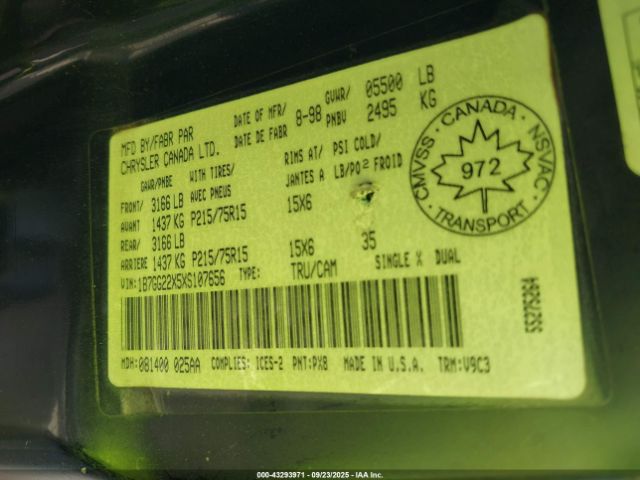 MFD BY/FABR PAR
CHRYSLER CANADA LTD.
DATE OF MFR/
DATE DE FABR
8-98
GVWR/
PNBV
05500 LB
2495 KG
GAWR/PNBE
WITH TIRES/
AVEC PNEUS
RIMS AT/
JANTES A
PSI COLD/
LB/PO2 FROID
FRONT/ 3166 LB
AVANT 1437 KG P215/75R15 15X6
REAR/ 3166 LB
ARRIERE 1437 KG P215/75R15 15X6 35
VIN: 1B7GG22X5XS107656 TYPE: TRU/CAM SINGLE X DUAL
CMVSS - CANADA - NSVAC
972
TRANSPORT
55275264
MDH: 081400 025AA COMPLIES: ICES-2 PNT: PX8 MADE IN U.S.A. TRM: V9C3
000-43293971 - 09/23/2025 - IAA Inc.